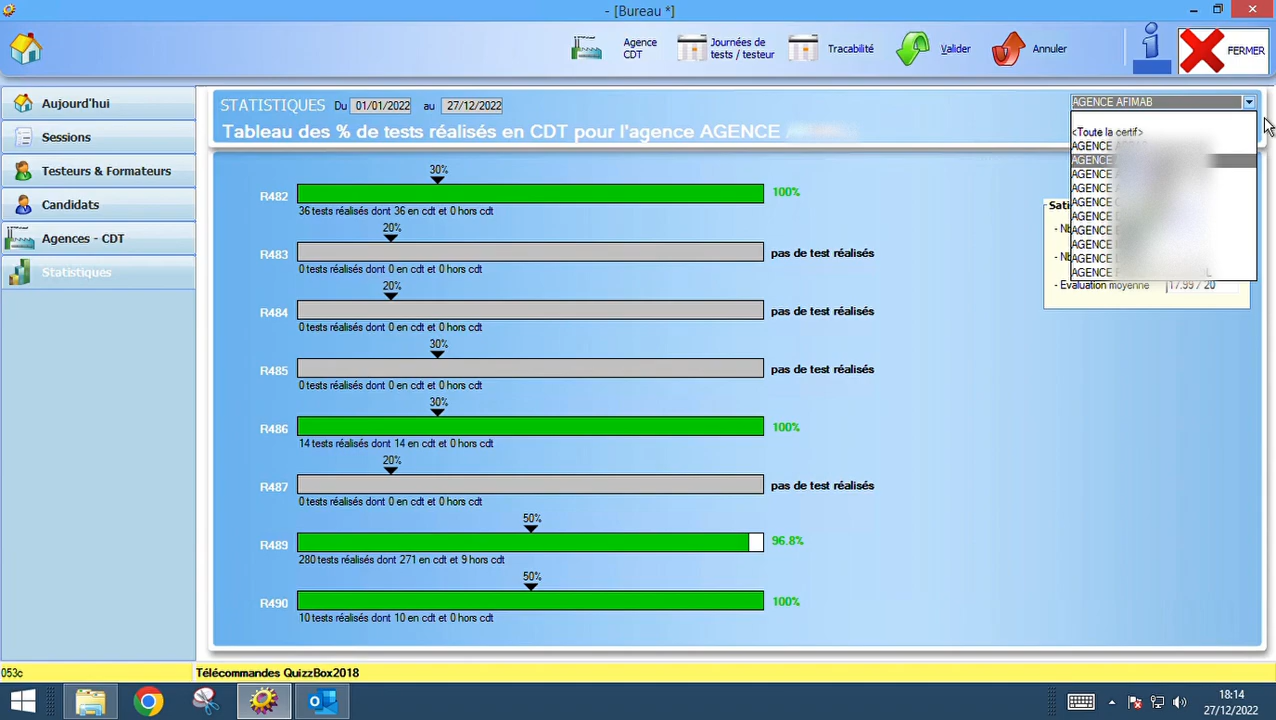 - [Bureau *]
Agence CDT
Journées de tests / testeur
Tracabilité
Valider
Annuler
FERMER
Aujourd'hui
Sessions
Testeurs & Formateurs
Candidats
Agences - CDT
Statistiques
STATISTIQUES Du 01/01/2022 au 27/12/2022
AGENCE AFIMAB
Tableau des % de tests réalisés en CDT pour l'agence AGENCE
<Toute la certif>
AGENCE
AGENCE
AGENCE
AGENCE
AGENCE
AGENCE
AGENCE
AGENCE
AGENCE
AGENCE
- Evaluation moyenne 17.99 / 20
30%
R482 100%
36 tests réalisés dont 36 en cdt et 0 hors cdt
20%
R483 pas de test réalisés
0 tests réalisés dont 0 en cdt et 0 hors cdt
20%
R484 pas de test réalisés
0 tests réalisés dont 0 en cdt et 0 hors cdt
30%
R485 pas de test réalisés
0 tests réalisés dont 0 en cdt et 0 hors cdt
30%
R486 100%
14 tests réalisés dont 14 en cdt et 0 hors cdt
20%
R487 pas de test réalisés
0 tests réalisés dont 0 en cdt et 0 hors cdt
50%
R489 96.8%
280 tests réalisés dont 271 en cdt et 9 hors cdt
50%
R490 100%
10 tests réalisés dont 10 en cdt et 0 hors cdt
053c
Télécommandes QuizzBox2018
18:14
27/12/2022